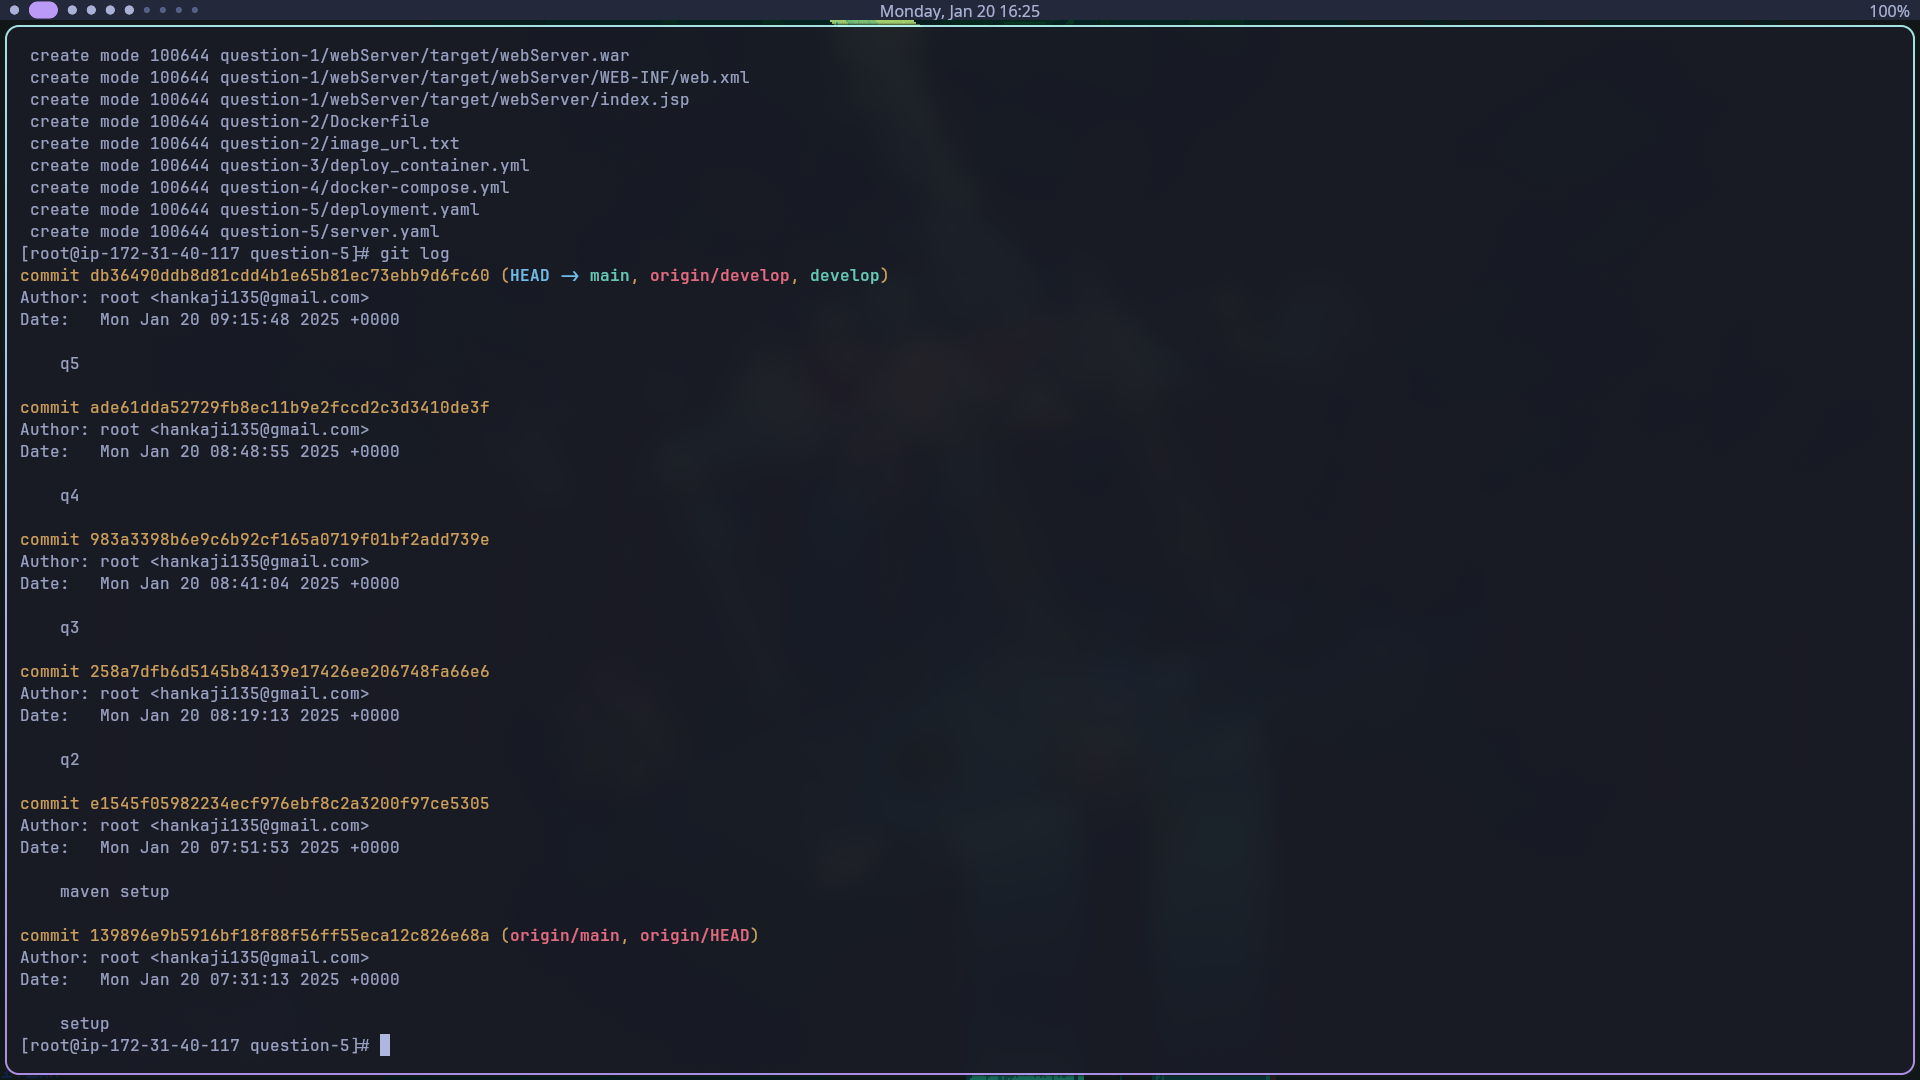 Monday, Jan 20 16:25
100%
create mode 100644 question-1/webServer/target/webServer.war
create mode 100644 question-1/webServer/target/webServer/WEB-INF/web.xml
create mode 100644 question-1/webServer/target/webServer/index.jsp
create mode 100644 question-2/Dockerfile
create mode 100644 question-2/image_url.txt
create mode 100644 question-3/deploy_container.yml
create mode 100644 question-4/docker-compose.yml
create mode 100644 question-5/deployment.yaml
create mode 100644 question-5/server.yaml
[root@ip-172-31-40-117 question-5]# git log
commit db36490ddb8d81cdd4b1e65b81ec73ebb9d6fc60 (HEAD -> main, origin/develop, develop)
Author: root <hankaji135@gmail.com>
Date:   Mon Jan 20 09:15:48 2025 +0000
q5
commit ade61dda52729fb8ec11b9e2fccd2c3d3410de3f
Author: root <hankaji135@gmail.com>
Date:   Mon Jan 20 08:48:55 2025 +0000
q4
commit 983a3398b6e9c6b92cf165a0719f01bf2add739e
Author: root <hankaji135@gmail.com>
Date:   Mon Jan 20 08:41:04 2025 +0000
q3
commit 258a7dfb6d5145b84139e17426ee206748fa66e6
Author: root <hankaji135@gmail.com>
Date:   Mon Jan 20 08:19:13 2025 +0000
q2
commit e1545f05982234ecf976ebf8c2a3200f97ce5305
Author: root <hankaji135@gmail.com>
Date:   Mon Jan 20 07:51:53 2025 +0000
maven setup
commit 139896e9b5916bf18f88f56ff55eca12c826e68a (origin/main, origin/HEAD)
Author: root <hankaji135@gmail.com>
Date:   Mon Jan 20 07:31:13 2025 +0000
setup
[root@ip-172-31-40-117 question-5]#